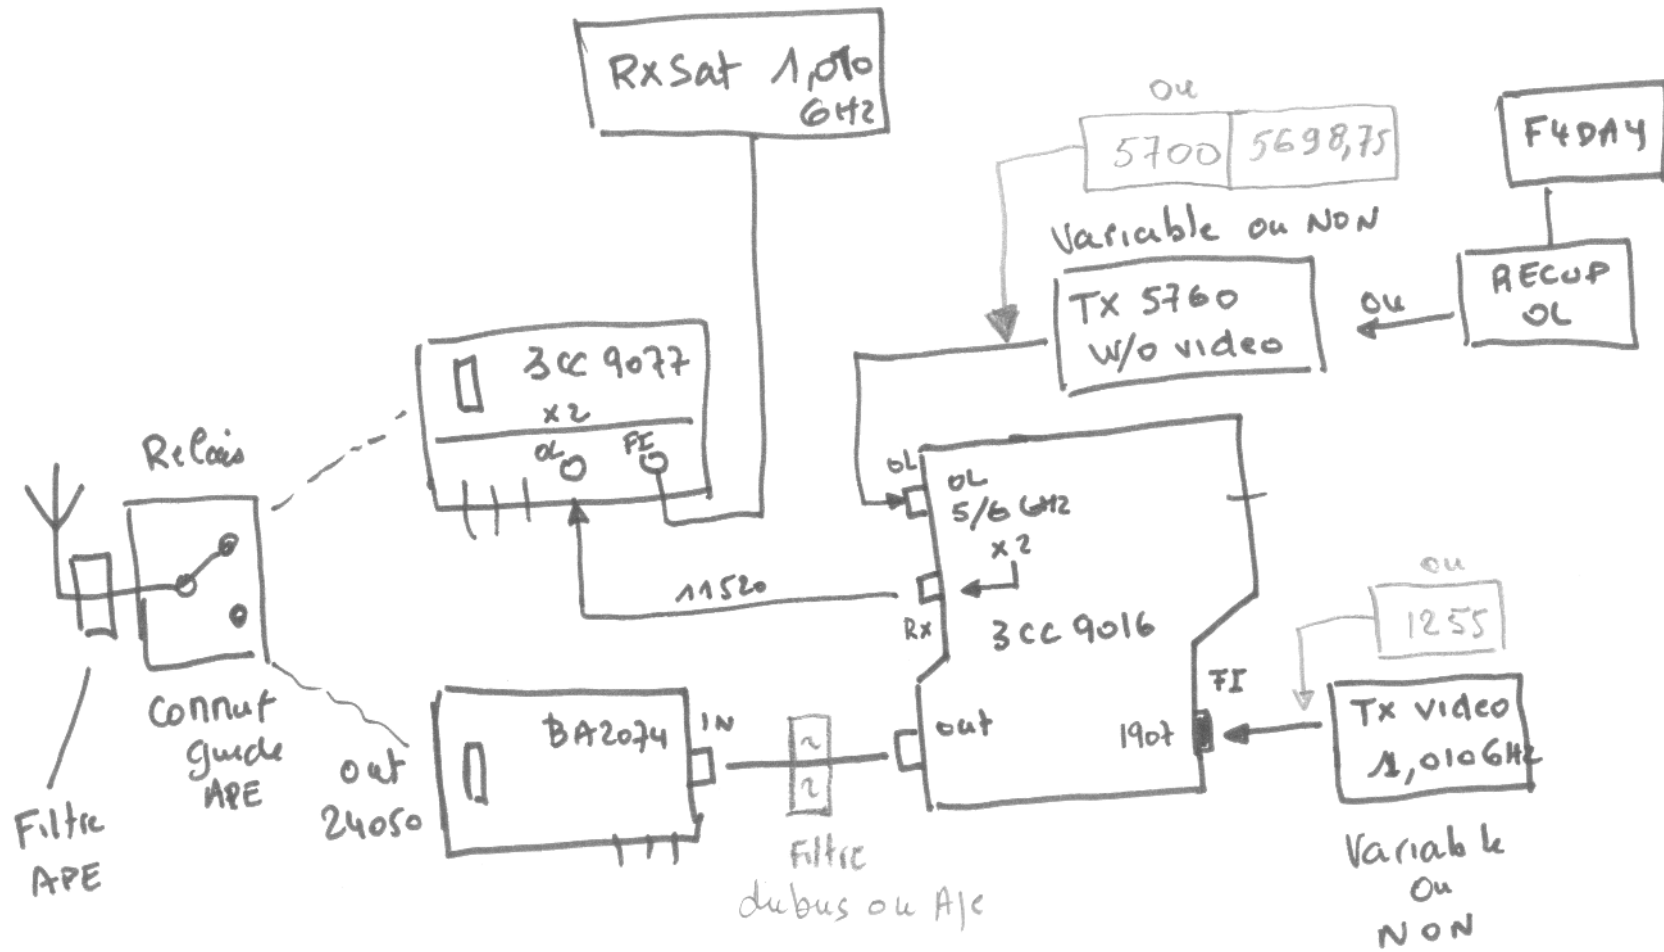 RxSat 1,010
GHz
ou
5700 5698,75
Variable ou NON
F4DAY
TX 5760
W/o video
ou
RECUP
OL
3CC 9077
x2
OL FI
Relais
OL
OL
5/6 GHz
x2
11520
Rx
3CC 9016
ou
1255
FI
Commut
guide
APE
out
24050
BA2074
IN
out
1907
Tx video
1,010GHz
Filtre
APE
~
~
Filtre
dubus ou Aje
Variable
ou
NON